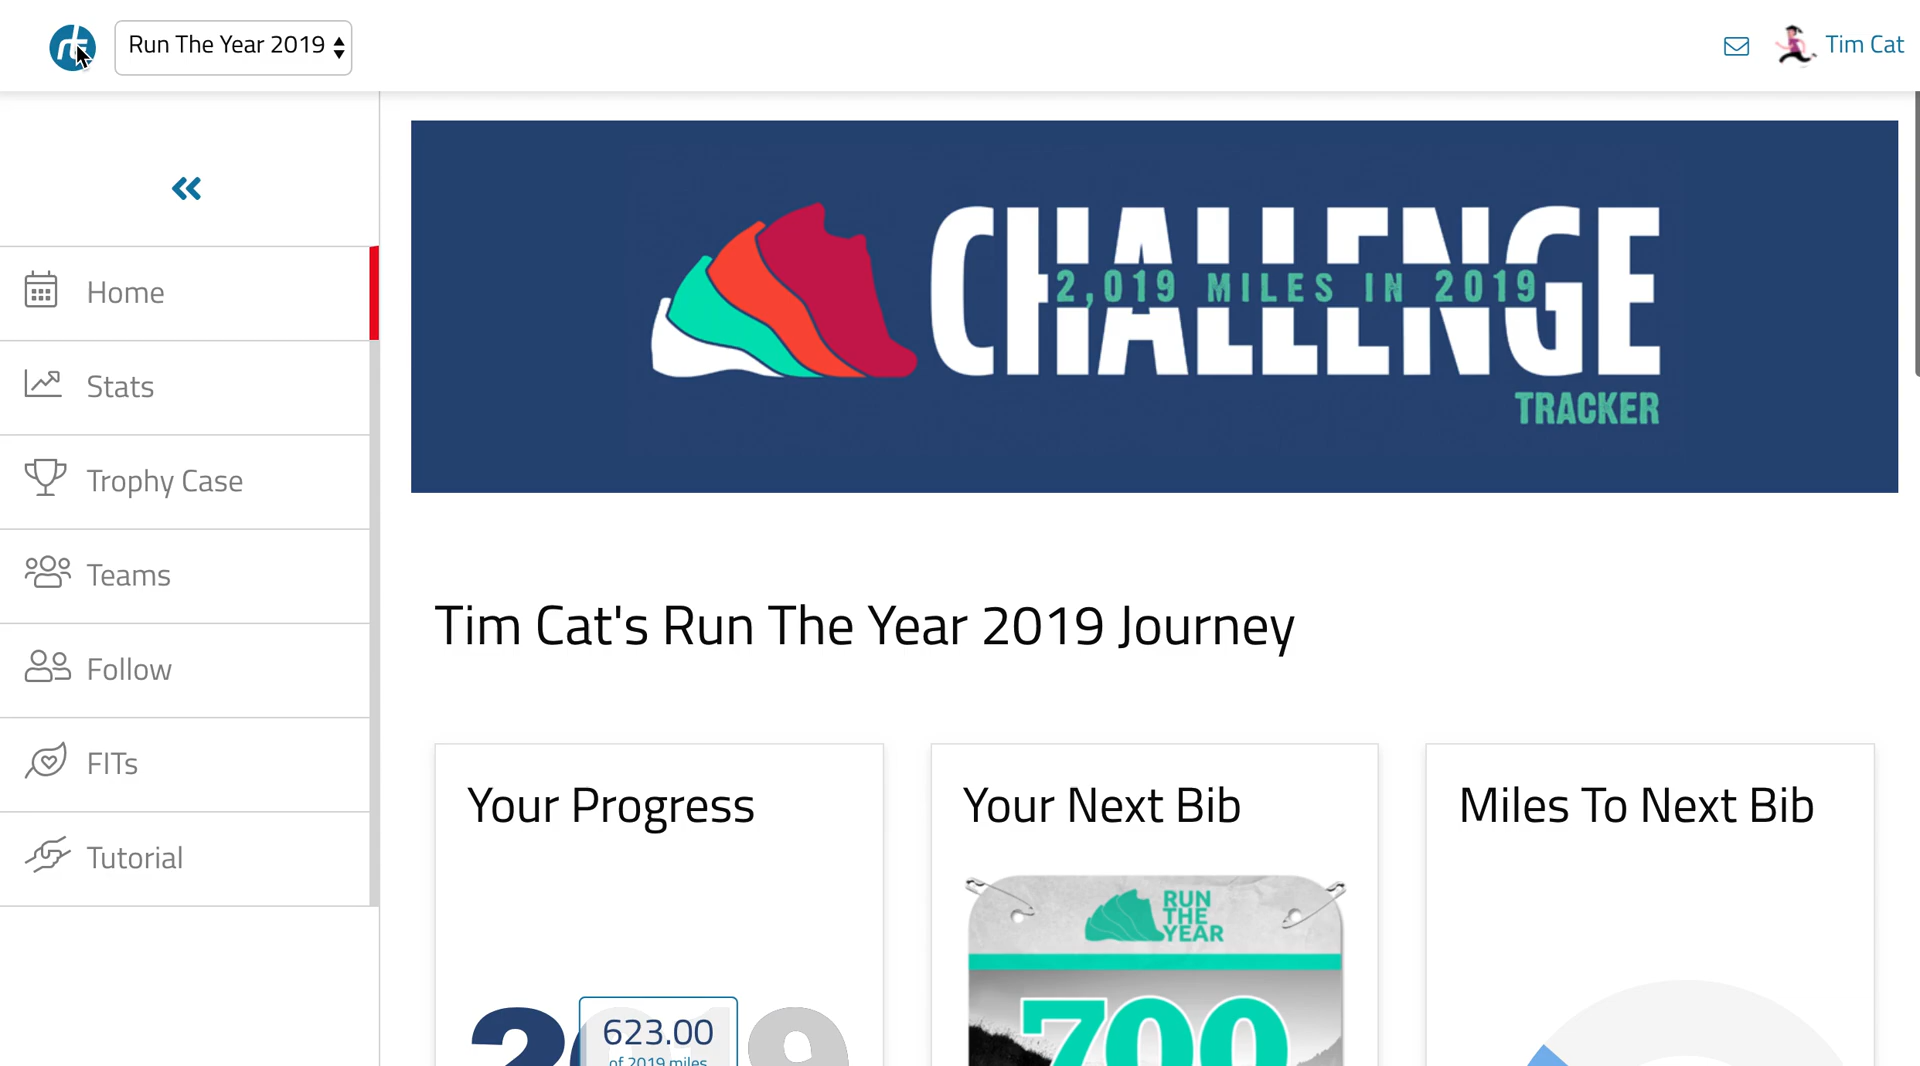 rt
Run The Year 2019
Tim Cat
Home
Stats
Trophy Case
Teams
Follow
FITs
Tutorial
CHALLENGE
2,019 MILES IN 2019
TRACKER
Tim Cat's Run The Year 2019 Journey
Your Progress
623.00
of 2019 miles
Your Next Bib
RUN
THE
YEAR
700
Miles To Next Bib